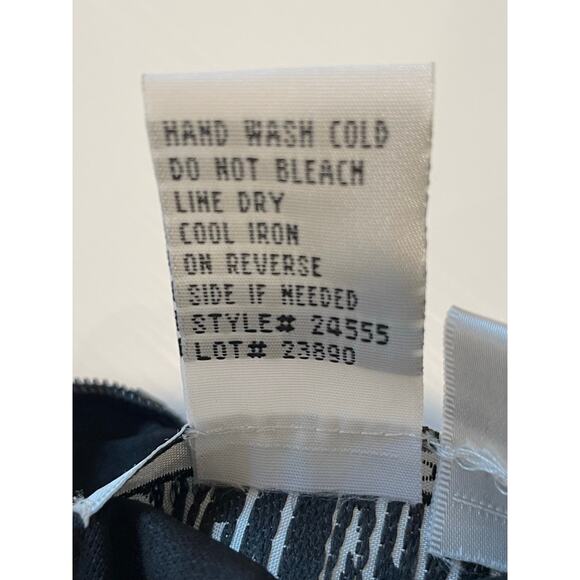 HAND WASH COLD
DO NOT BLEACH
LINE DRY
COOL IRON
ON REVERSE
SIDE IF NEEDED
STYLE# 24555
LOT# 23890